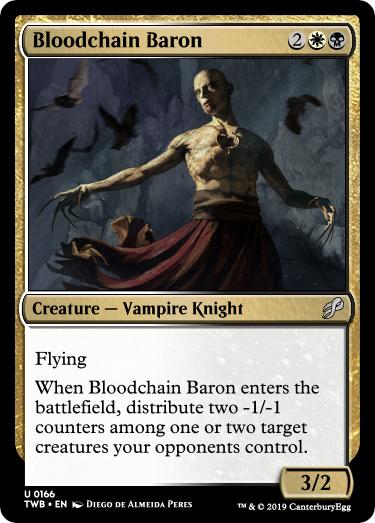 Bloodchain Baron 2
Creature — Vampire Knight
Flying
When Bloodchain Baron enters the
battlefield, distribute two -1/-1
counters among one or two target
creatures your opponents control.
3/2
U 0166
TWB • EN Diego de Almeida Peres ™ & © 2019 CanterburyEgg